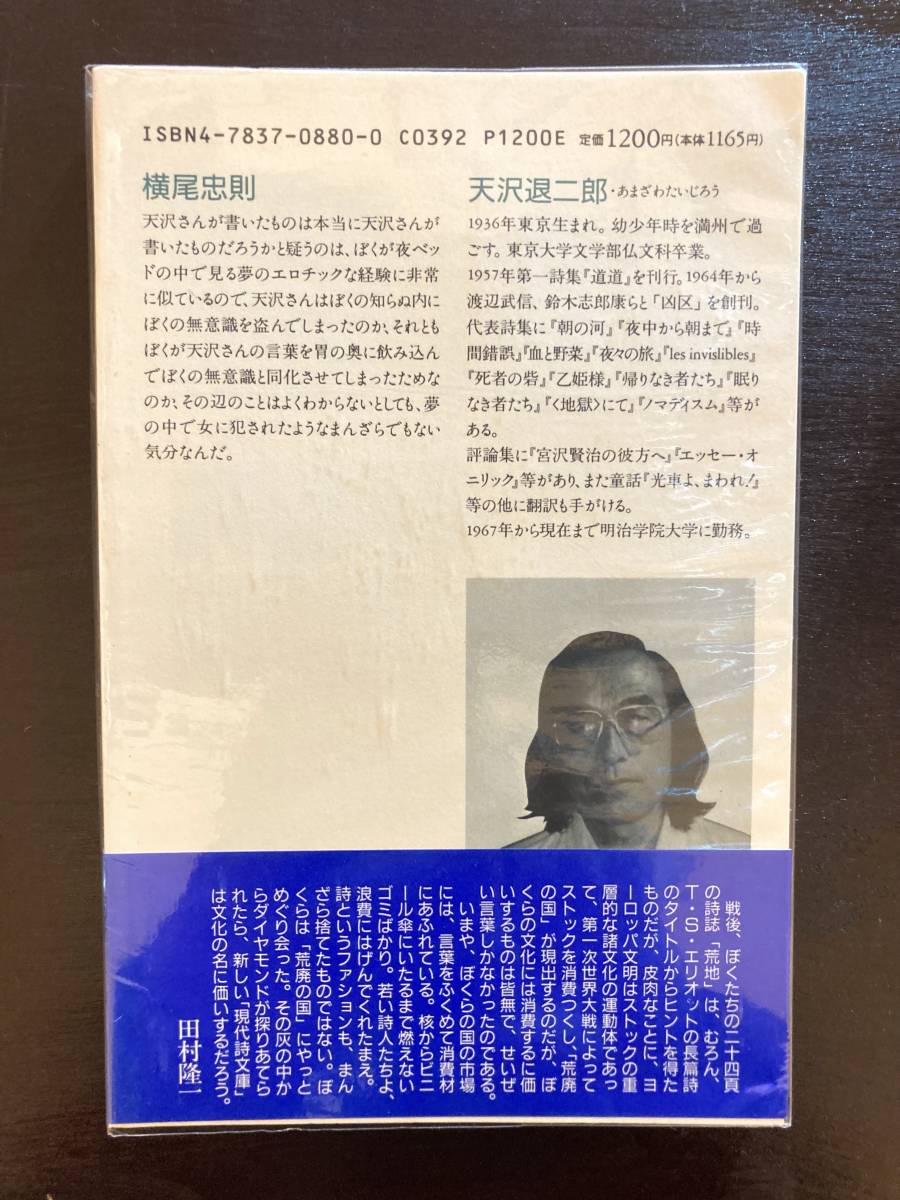 ISBN4-7837-0880-0 C0392 P1200E 定価1200円(本体1165円)
横尾忠則
天沢さんが書いたものは本当に天沢さんが
書いたものだろうかと疑うのは、ぼくが夜ベッ
ドの中で見る夢のエロチックな経験に非常
に似ているので、天沢さんはぼくの知らぬ内に
ぼくの無意識を盗んでしまったのか、それとも
ぼくが天沢さんの言葉を胃の奥に飲み込ん
でぼくの無意識と同化させてしまったためな
のか、その辺のことはよくわからないとしても、夢
の中で女に犯されたようなまんざらでもない
気分なんだ。
天沢退二郎・あまざわたいじろう
1936年東京生まれ。幼少年時を満州で過
ごす。東京大学文学部仏文科卒業。
1957年第一詩集『道道』を刊行。1964年から
渡辺武信、鈴木志郎康らと「凶区」を創刊。
代表詩集に『朝の河』『夜中から朝まで』『時
間錯誤』『血と野菜』『夜々の旅』『les invislibles』
『死者の砦』『乙姫様』『帰りなき者たち』『眠り
なき者たち』『〈地獄〉にて』『ノマディスム』等が
ある。
評論集に『宮沢賢治の彼方へ』『エッセー・オ
ニリック』等があり、また童話『光車よ、まわれ!』
等の他に翻訳も手がける。
1967年から現在まで明治学院大学に勤務。
戦後、ぼくたちの二十四頁
の詩誌「荒地」は、むろん、
T・S・エリオットの長篇詩
のタイトルからヒントを得た
ものだが、皮肉なことに、ヨ
ーロッパ文明はストックの重
層的な諸文化の運動体であっ
て、第一次世界大戦によって
ストックを消費つくし、「荒廃
の国」が現出するのだが、ぼ
くらの文化には消費するに価
いするものは皆無で、せいぜ
い言葉しかなかったのである。
いまや、ぼくらの国の市場
には、言葉をふくめて消費材
にあふれている。核からビニ
ール傘にいたるまで燃えない
ゴミばかり。若い詩人たちよ、
浪費にはげんでくれたまえ。
詩というファションも、まん
ざら捨てたものではない。ぼ
くらは「荒廃の国」にやっと
めぐり会った。その灰の中か
らダイヤモンドが探りあてら
れたら、新しい「現代詩文庫」
は文化の名に価いするだろう。
田村隆一